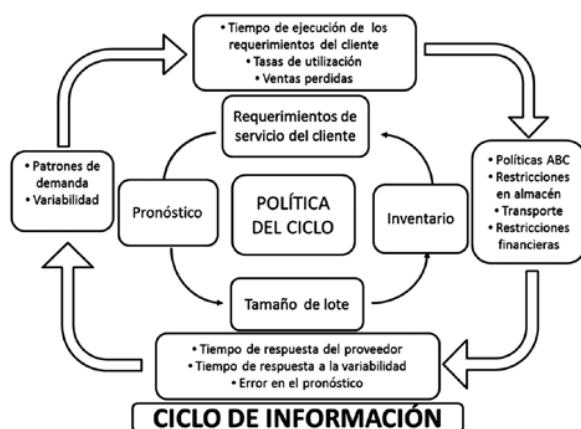 • Tiempo de ejecución de los
requerimientos del cliente
• Tasas de utilización
• Ventas perdidas
Requerimientos de
servicio del cliente
• Patrones de
demanda
• Variabilidad
Pronóstico
POLÍTICA
DEL CICLO
Inventario
• Políticas ABC
• Restricciones
en almacén
• Transporte
• Restricciones
financieras
Tamaño de lote
• Tiempo de respuesta del proveedor
• Tiempo de respuesta a la variabilidad
• Error en el pronóstico
CICLO DE INFORMACIÓN